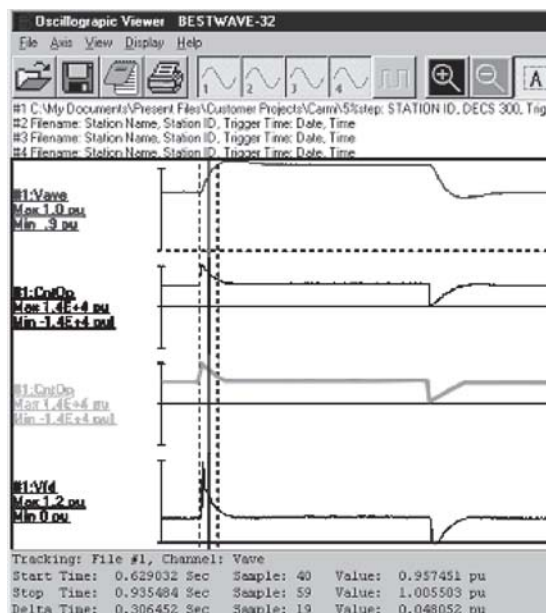 Oscillograpic Viewer BESTWAVE-32
File Axis View Display Help
1 2 3 4 A
#1 C:\My Documents\Present Files\Customer Projects\Carm\5%step: STATION ID, DECS 300, Trig
#2 Filename: Station Name, Station ID, Trigger Time: Date, Time
#3 Filename: Station Name, Station ID, Trigger Time: Date, Time
#4 Filename: Station Name, Station ID, Trigger Time: Date, Time
#1:Vave
Max 1.0 pu
Min .9 pu
#1:CntOp
Max 1.4E+4 pu
Min -1.4E+4 pu1
#1:CntOp
Max 1.4E+4 pu
Min -1.4E+4 pu1
#1:Vfd
Max 1.2 pu
Min 0 pu
Tracking: File #1, Channel: Vave
Start Time: 0.629032 Sec Sample: 40 Value: 0.957451 pu
Stop Time: 0.935484 Sec Sample: 59 Value: 1.005503 pu
Delta Time: 0.306452 Sec Sample: 19 Value: 0.048052 pu